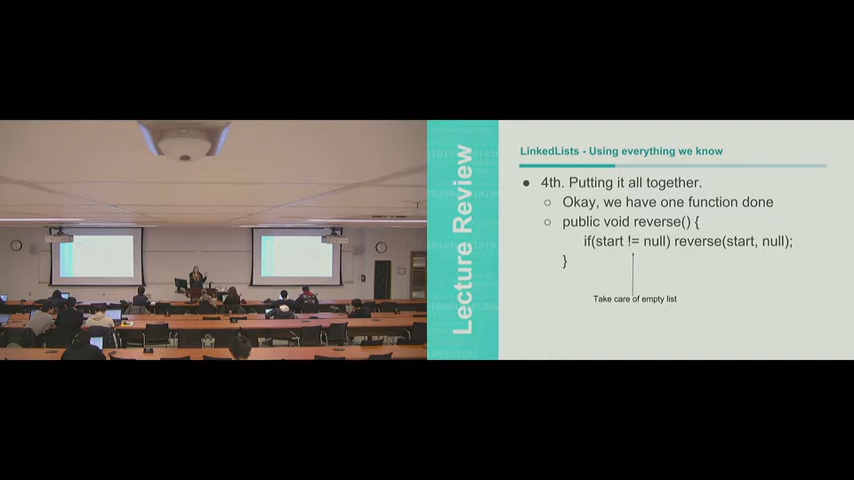 Lecture Review
LinkedLists - Using everything we know
● 4th. Putting it all together.
○ Okay, we have one function done
○ public void reverse() {
if(start != null) reverse(start, null);
}
Take care of empty list